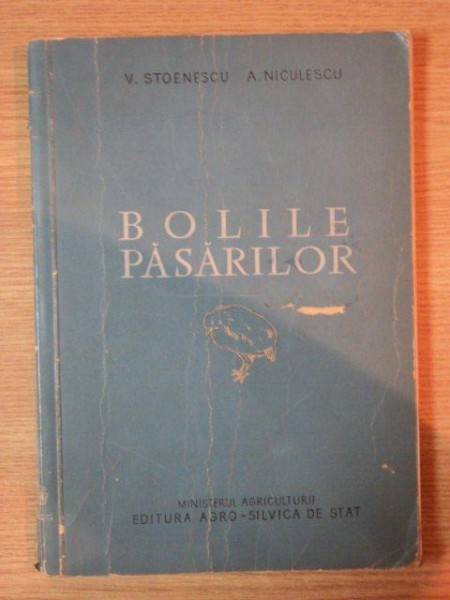 V. STOENESCU A. NICULESCU
BOLILE
PĂSĂRILOR
MINISTERUL AGRICULTURII
EDITURA AGRO-SILVICA DE STAT